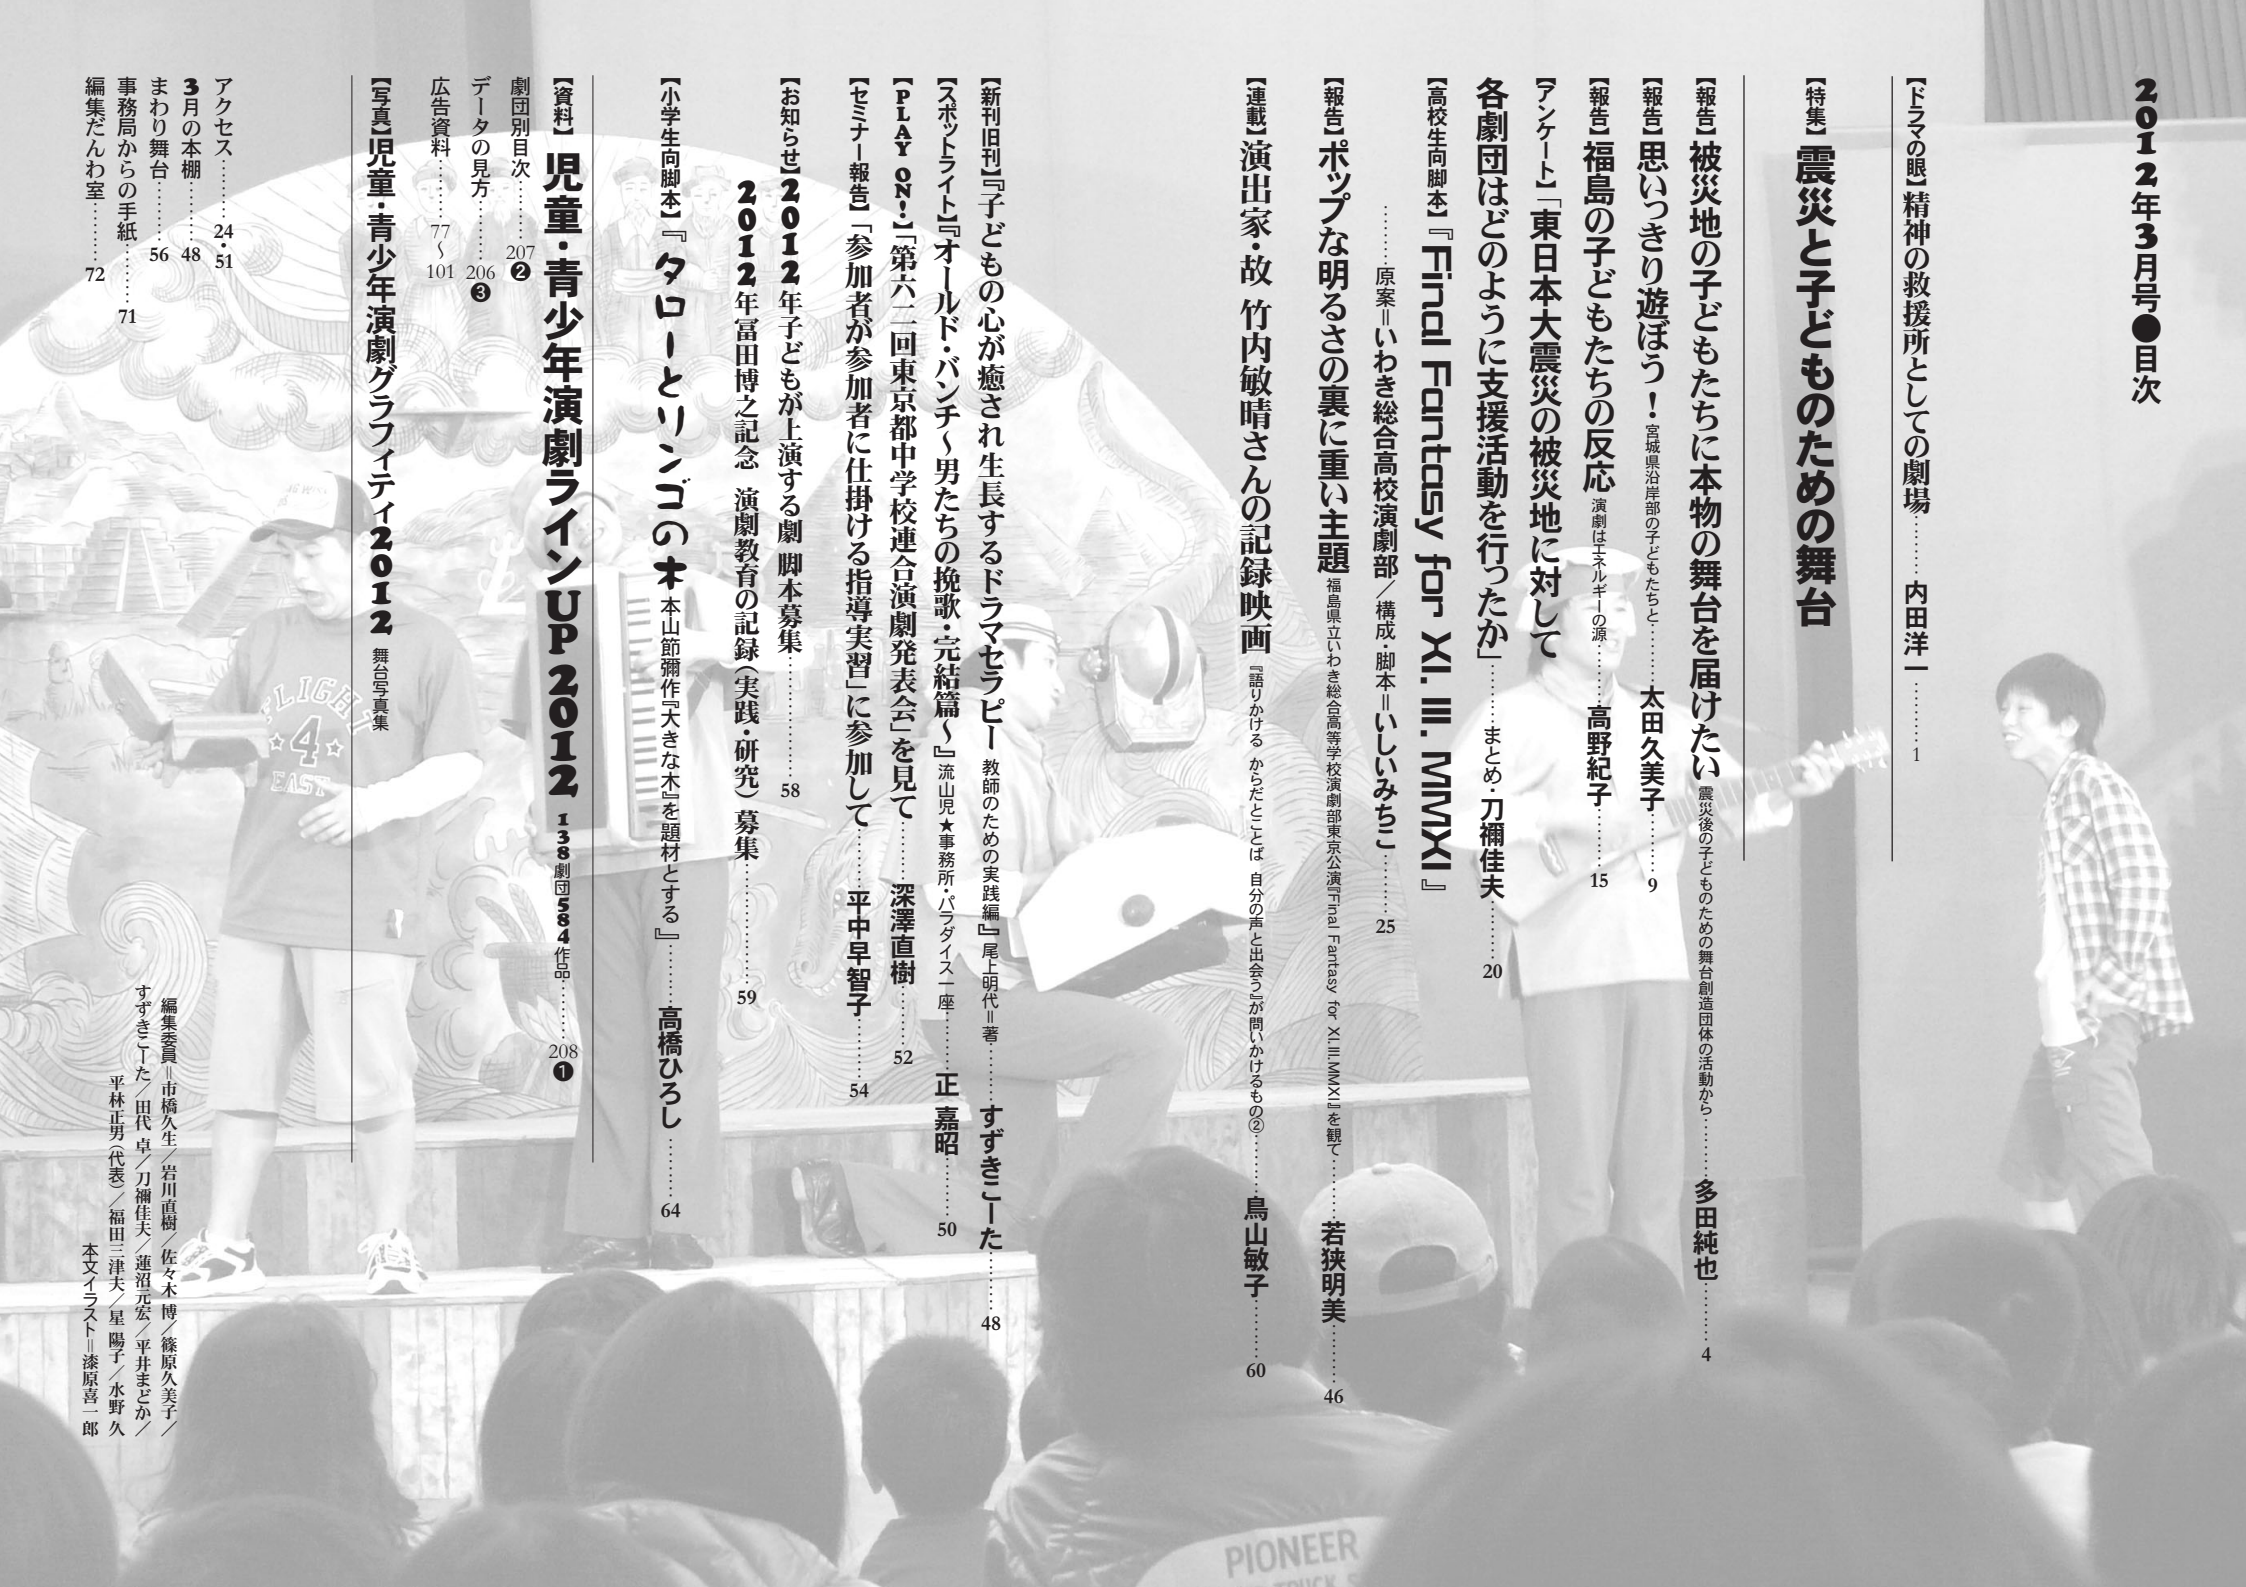 2012年3月号●目次
【ドラマの眼】精神の救援所としての劇場………内田洋一………1
【特集】震災と子どものための舞台
【報告】被災地の子どもたちに本物の舞台を届けたい 震災後の子どものための舞台創造団体の活動から………多田純也………4
【報告】思いっきり遊ぼう！宮城県沿岸部の子どもたちと………太田久美子………9
【報告】福島の子どもたちの反応 演劇はエネルギーの源………高野紀子………15
【アンケート】「東日本大震災の被災地に対して
各劇団はどのように支援活動を行ったか」………まとめ・刀禰佳夫………20
【高校生向脚本】『Final Fantasy for XI. III. MMXI』
………原案＝いわき総合高校演劇部／構成・脚本＝いしいみちこ………25
【報告】ポップな明るさの裏に重い主題 福島県立いわき総合高等学校演劇部東京公演『Final Fantasy for XI.III.MMXI』を観て………若狭明美………46
【連載】演出家・故 竹内敏晴さんの記録映画 『語りかける からだとことば 自分の声と出会う』が問いかけるもの②………鳥山敏子………60
【新刊旧刊】『子どもの心が癒され生長するドラマセラピー 教師のための実践編』尾上明代＝著………すずきこーた………48
【スポットライト】『オールド・バンチ～男たちの挽歌・完結篇～』流山児★事務所・パラダイス一座………正 嘉昭………50
【PLAY ON!】「第六二回東京都中学校連合演劇発表会」を見て………深澤直樹………52
【セミナー報告】「参加者が参加者に仕掛ける指導実習」に参加して………平中早智子………54
【お知らせ】2012年子どもが上演する劇 脚本募集………58
2012年冨田博之記念 演劇教育の記録（実践・研究）募集………59
【小学生向脚本】『タローとリンゴの木 本山節彌作『大きな木』を題材とする』………高橋ひろし………64
【資料】児童・青少年演劇ラインUP 2012 138劇団584作品………208❶
劇団別目次………207❷
データの見方………206❸
広告資料………77～101
【写真】児童・青少年演劇グラフィティ2012 舞台写真集
アクセス………24・51
3月の本棚………48
まわり舞台………56
事務局からの手紙………71
編集だんわ室………72
編集委員＝市橋久生／岩川直樹／佐々木 博／篠原久美子／
すずきこーた／田代 卓／刀禰佳夫／蓮沼元宏／平井まどか／
平林正男（代表）／福田三津夫／星 陽子／水野 久
本文イラスト＝漆原喜一郎
FLIGHT
☆4☆
EAST
PIONEER